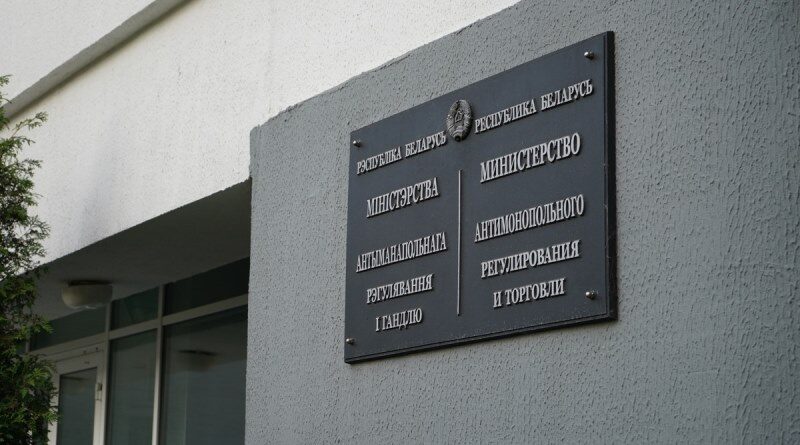 РЭСПУБЛІКА БЕЛАРУСЬ
МІНІСТЭРСТВА
АНТЫМАНАПОЛЬНАГА
РЭГУЛЯВАННЯ
І ГАНДЛЮ
РЕСПУБЛИКА БЕЛАРУСЬ
МИНИСТЕРСТВО
АНТИМОНОПОЛЬНОГО
РЕГУЛИРОВАНИЯ
И ТОРГОВЛИ